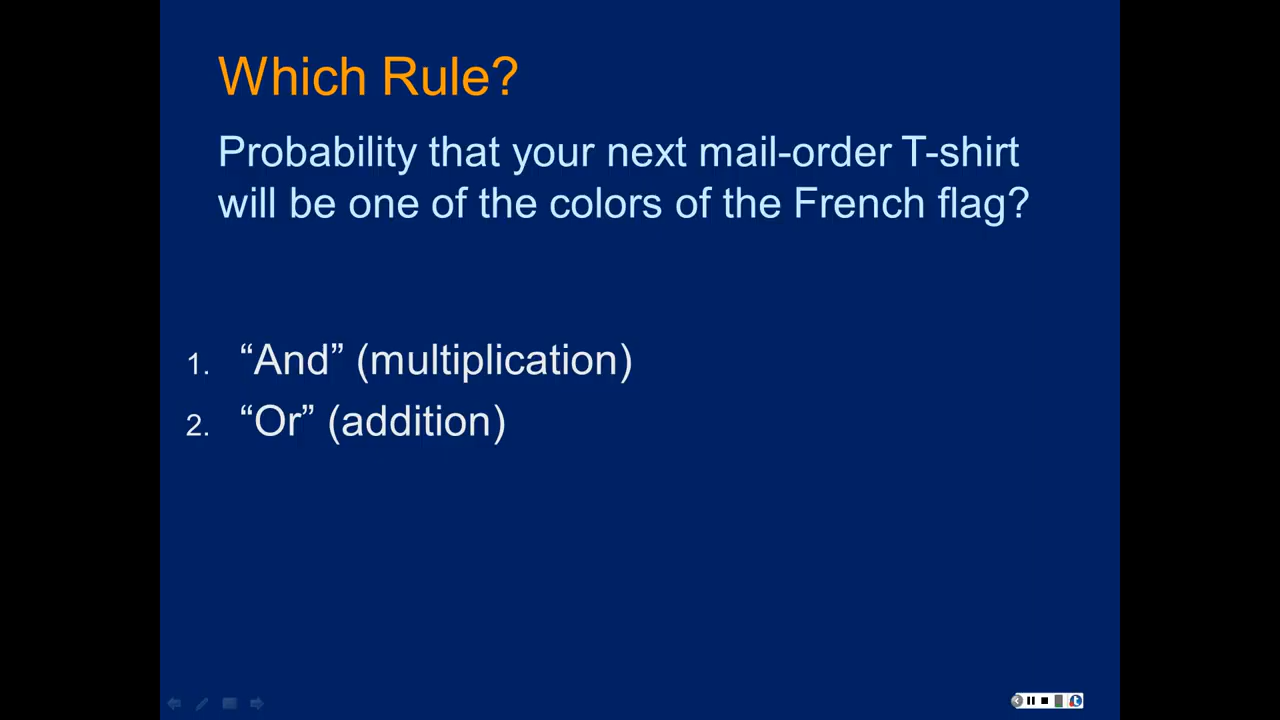 Which Rule?
Probability that your next mail-order T-shirt
will be one of the colors of the French flag?
1. “And” (multiplication)
2. “Or” (addition)